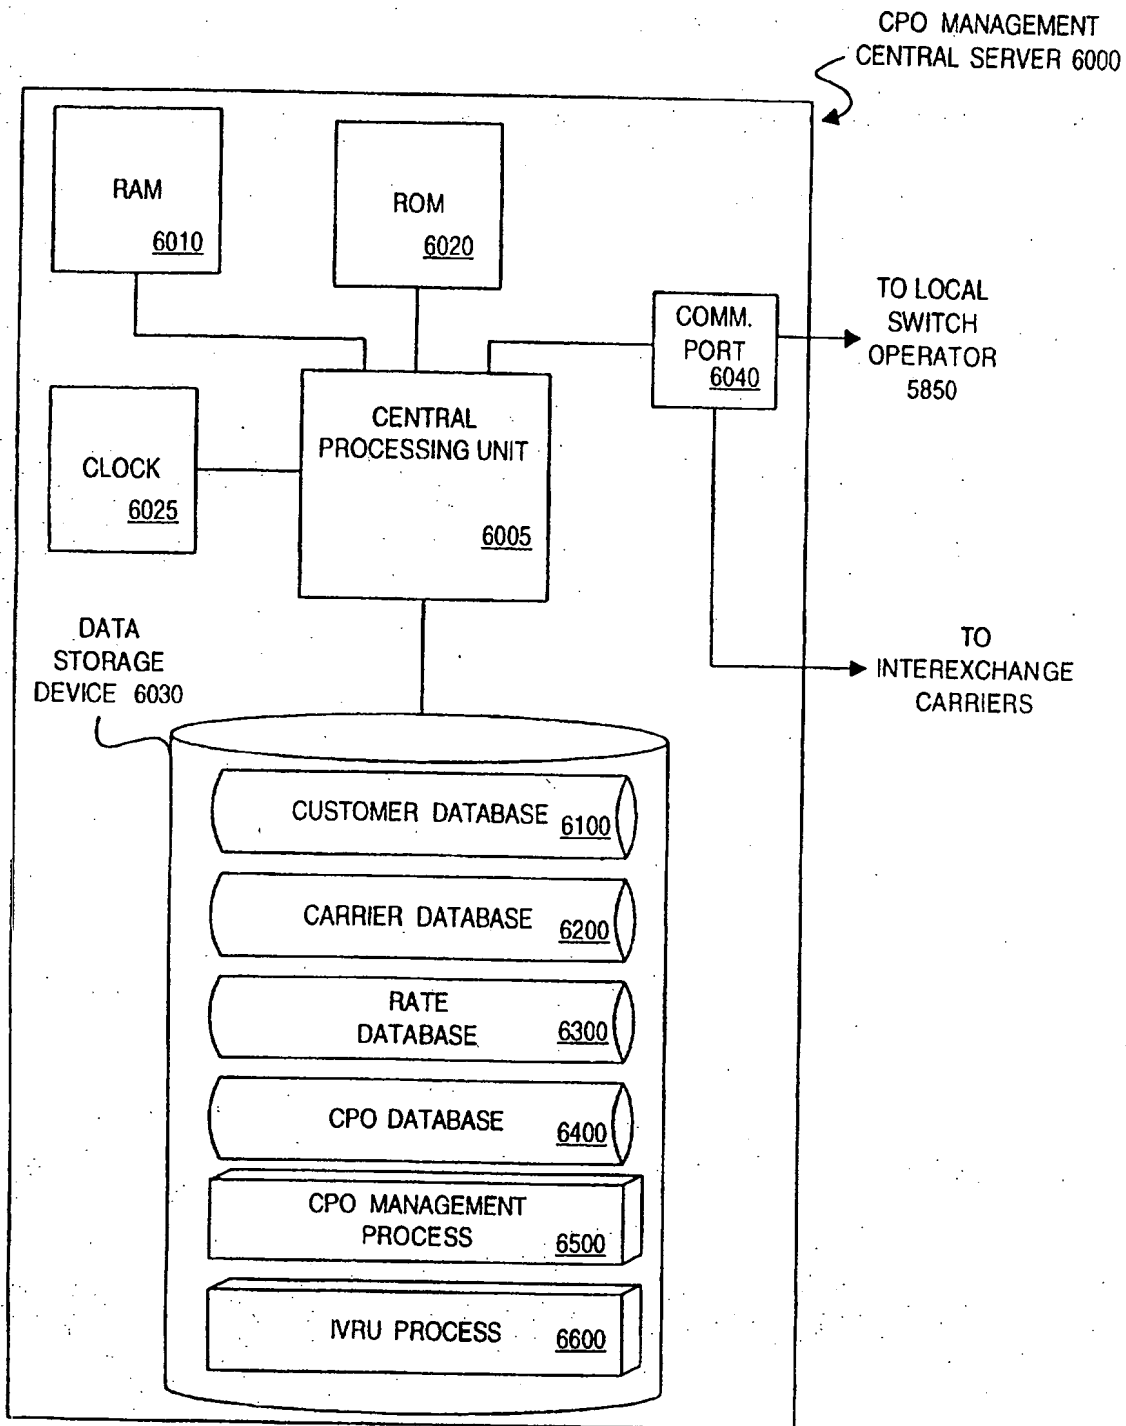 CPO MANAGEMENT
CENTRAL SERVER 6000
RAM
6010
ROM
6020
COMM.
PORT
6040
TO LOCAL
SWITCH
OPERATOR
5850
CLOCK
6025
CENTRAL
PROCESSING UNIT
6005
TO
INTEREXCHANGE
CARRIERS
DATA
STORAGE
DEVICE 6030
CUSTOMER DATABASE 6100
CARRIER DATABASE 6200
RATE
DATABASE 6300
CPO DATABASE 6400
CPO MANAGEMENT
PROCESS 6500
IVRU PROCESS 6600